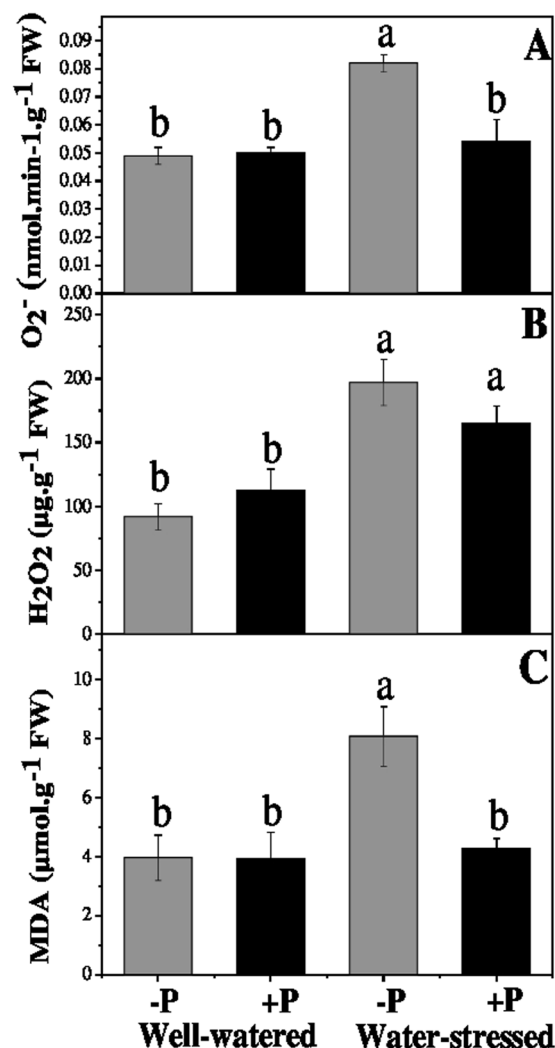 A
O2- (nmol.min-1.g-1 FW)
0.09
0.08
0.07
0.06
0.05
0.04
0.03
0.02
0.01
0.00
b
b
a
b
B
H2O2 (µg.g-1 FW)
250
200
150
100
50
0
b
b
a
a
C
MDA (µmol.g-1 FW)
10
8
6
4
2
0
b
b
a
b
-P +P -P +P
Well-watered Water-stressed